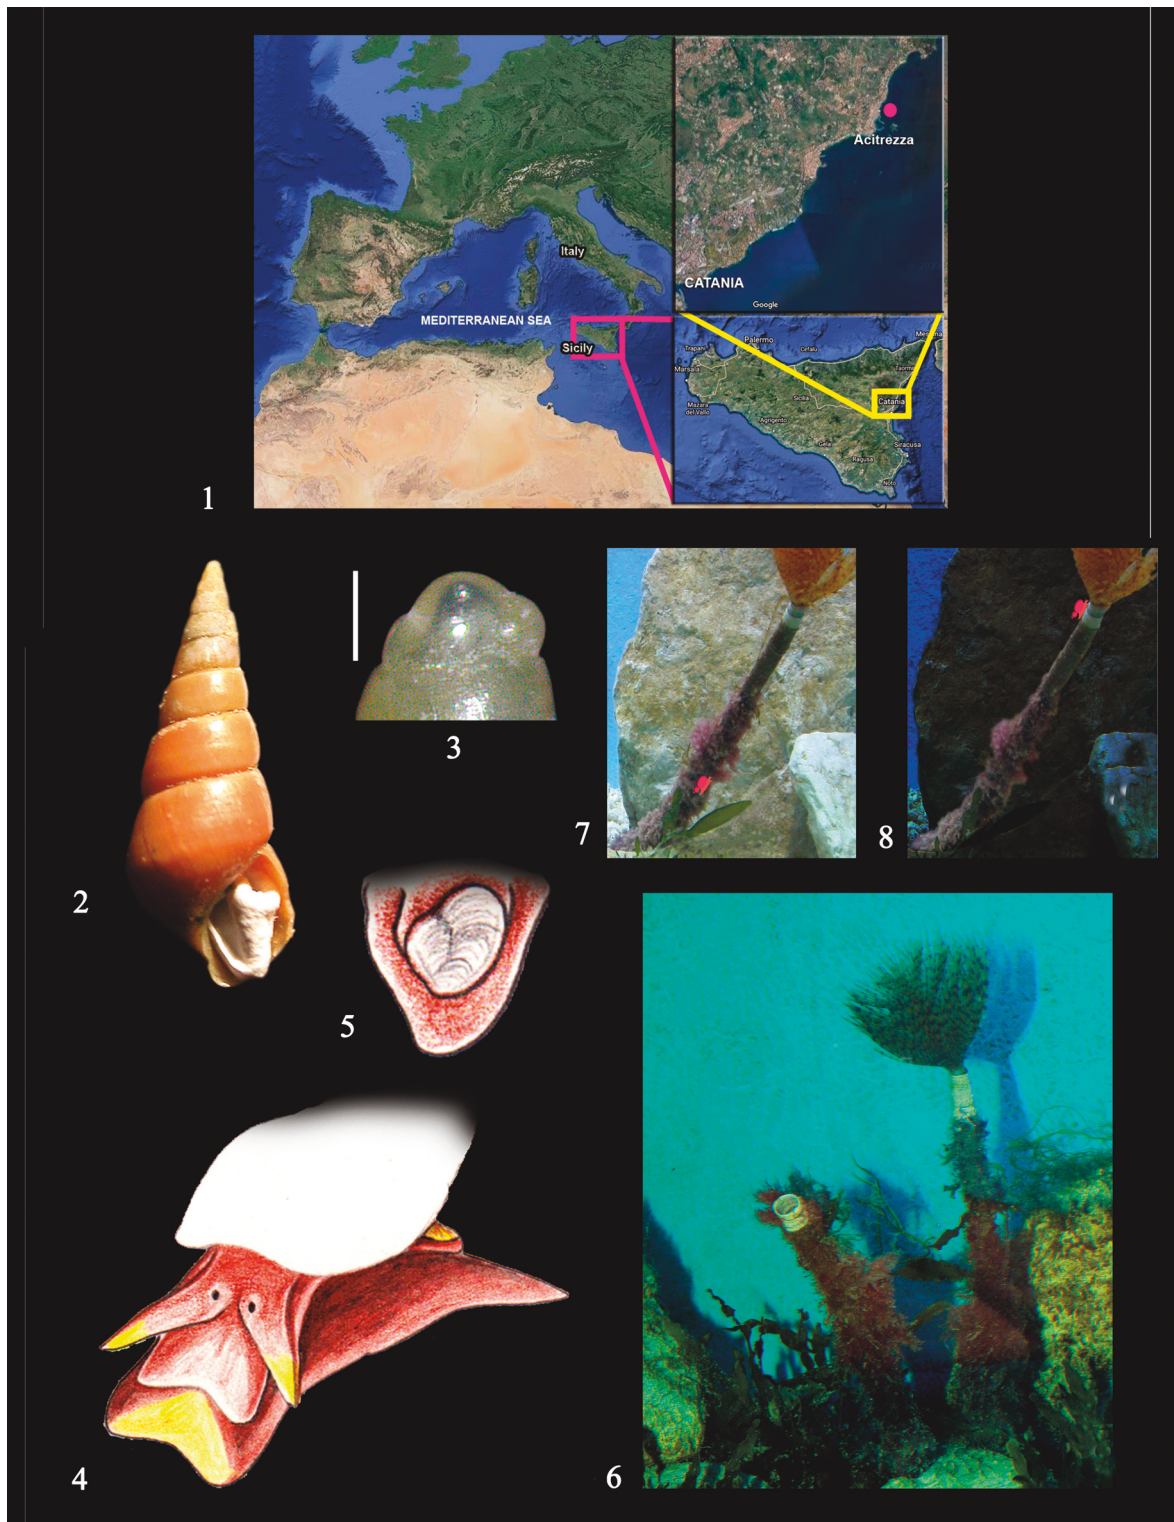 Acitrezza
Italy
CATANIA
Google
MEDITERRANEAN SEA
Sicily
Palermo
Trapani
Cefalù
Marsala
Catania
Sicilia
Mazara
del Vallo
Agrigento
Gela
Siracusa
Ragusa
Noto
1
2
3
7
8
5
4
6